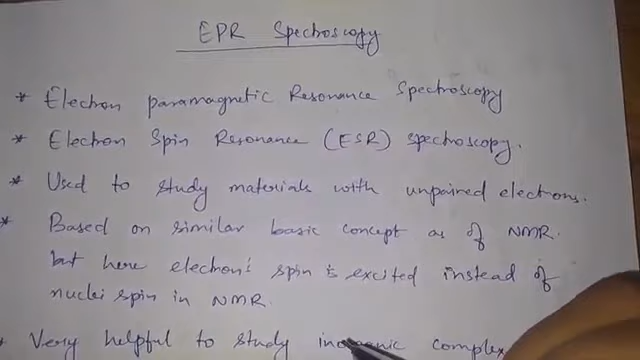 EPR Spectroscopy
* Electron paramagnetic Resonance Spectroscopy
* Electron Spin Resonance (ESR) spectroscopy.
* Used to study materials with unpaired electrons.
* Based on similar basic concept as of NMR.
but here electron's spin is excited instead of
nuclei spin in NMR.
* Very helpful to study inorganic complex